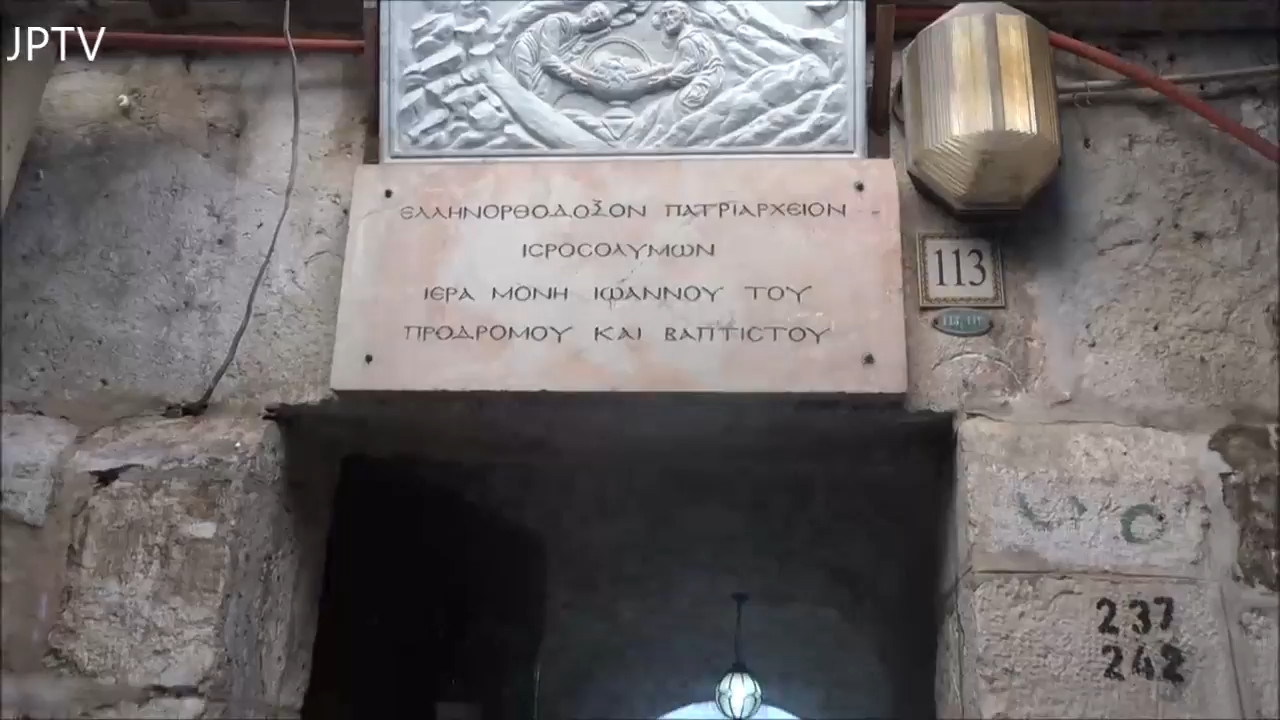 JPTV
ΕΛΛΗΝΟΡΘΟΔΟΞΟΝ ΠΑΤΡΙΑΡΧΕΙΟΝ
ΙΕΡΟΣΟΛΥΜΩΝ
ΙΕΡΑ ΜΟΝΗ ΙΩΑΝΝΟΥ ΤΟΥ
ΠΡΟΔΡΟΜΟΥ ΚΑΙ ΒΑΠΤΙΣΤΟΥ
113
237
242